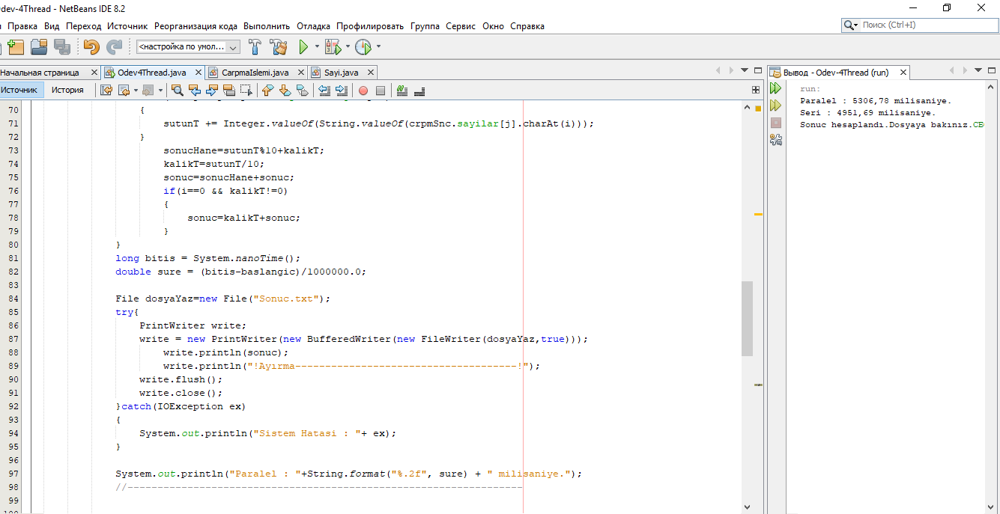 dev-4Thread - NetBeans IDE 8.2
Правка Вид Переход Источник Реорганизация кода Выполнить Отладка Профилировать Группа Сервис Окно Справка
Поиск (Ctrl+I)
<настройка по умол...
Начальная страница
Odev4Thread.java
CarpmaIslemi.java
Sayi.java
Источник История
70 {
71 sutunT += Integer.valueOf(String.valueOf(crpmSnc.sayilar[j].charAt(i)));
72 }
73 sonucHane=sutunT%10+kalikT;
74 kalikT=sutunT/10;
75 sonuc=sonucHane+sonuc;
76 if(i==0 && kalikT!=0)
77 {
78 sonuc=kalikT+sonuc;
79 }
80 }
81 long bitis = System.nanoTime();
82 double sure = (bitis-baslangic)/1000000.0;
83
84 File dosyaYaz=new File("Sonuc.txt");
85 try{
86 PrintWriter write;
87 write = new PrintWriter(new BufferedWriter(new FileWriter(dosyaYaz,true)));
88 write.println(sonuc);
89 write.println("!Ayırma-------------------------------------!");
90 write.flush();
91 write.close();
92 }catch(IOException ex)
93 {
94 System.out.println("Sistem Hatasi : "+ ex);
95 }
96
97 System.out.println("Paralel : "+String.format("%.2f", sure) + " milisaniye.");
98 //------------------------------------------------------------------
99
Вывод - Odev-4Thread (run)
run:
Paralel : 5306,78 milisaniye.
Seri : 4951,69 milisaniye.
Sonuc hesaplandı.Dosyaya bakınız.